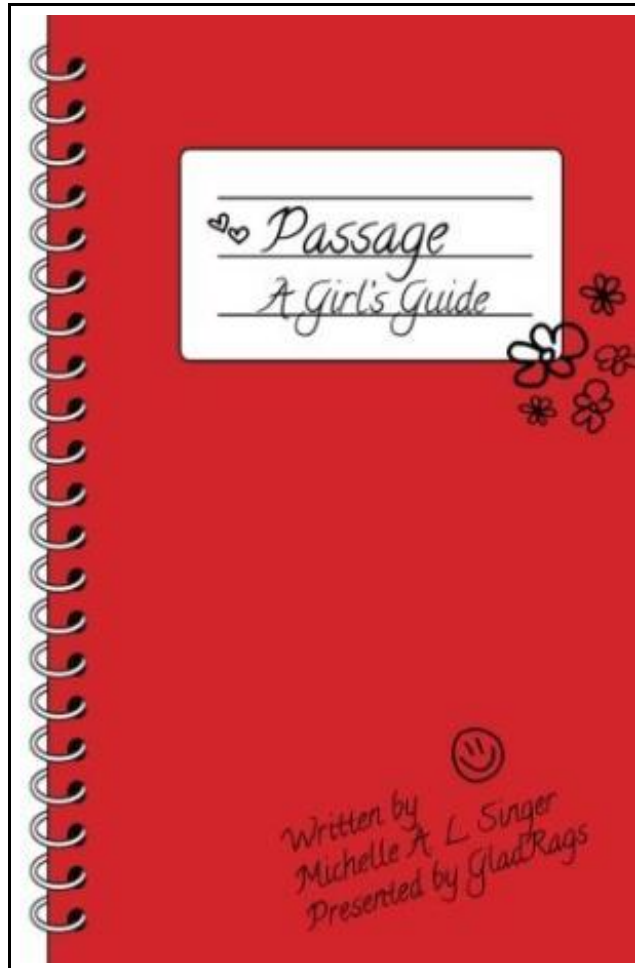 Passage
A Girl's Guide
Written by
Michelle A L Singer
Presented by GladRags